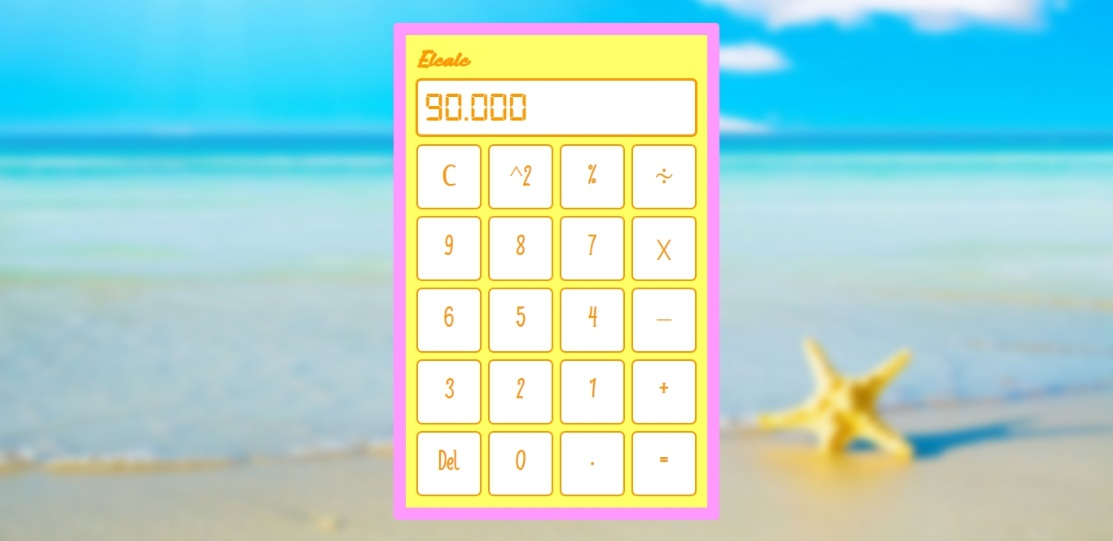 Elcalc
90.000
C ^2 % ÷
9 8 7 X
6 5 4 −
3 2 1 +
Del 0 . =